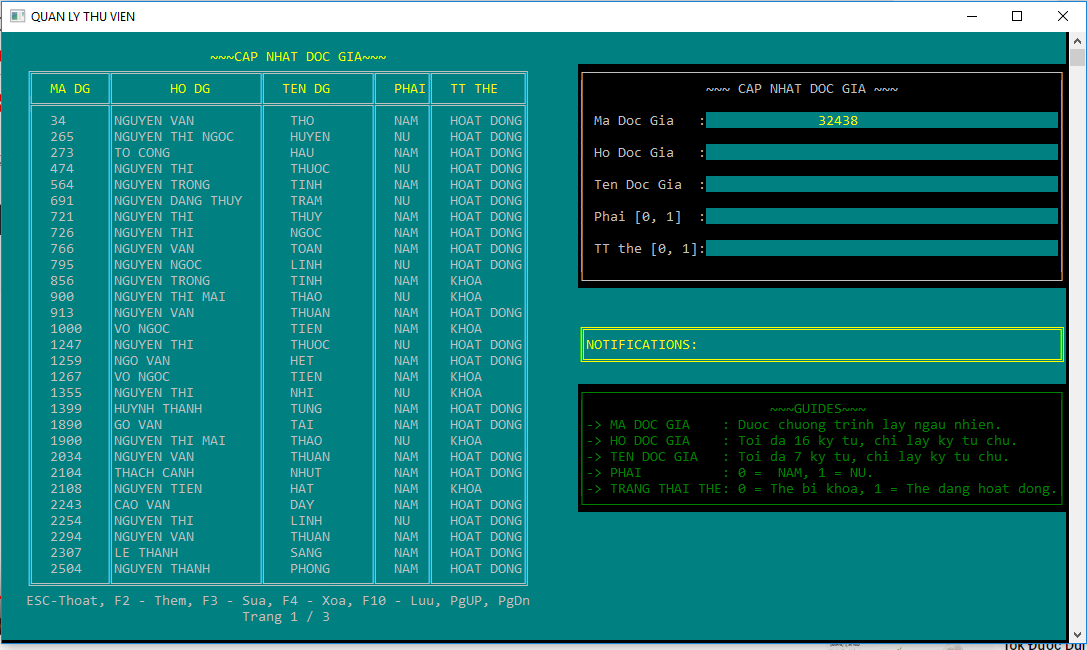 QUAN LY THU VIEN
~~~CAP NHAT DOC GIA~~~
MA DG HO DG TEN DG PHAI TT THE
34 NGUYEN VAN THO NAM HOAT DONG
265 NGUYEN THI NGOC HUYEN NU HOAT DONG
273 TO CONG HAU NAM HOAT DONG
474 NGUYEN THI THUOC NU HOAT DONG
564 NGUYEN TRONG TINH NAM HOAT DONG
691 NGUYEN DANG THUY TRAM NU HOAT DONG
721 NGUYEN THI THUY NAM HOAT DONG
726 NGUYEN THI NGOC NAM HOAT DONG
766 NGUYEN VAN TOAN NAM HOAT DONG
795 NGUYEN NGOC LINH NU HOAT DONG
856 NGUYEN TRONG TINH NAM KHOA
900 NGUYEN THI MAI THAO NU KHOA
913 NGUYEN VAN THUAN NAM HOAT DONG
1000 VO NGOC TIEN NAM KHOA
1247 NGUYEN THI THUOC NU HOAT DONG
1259 NGO VAN HET NAM HOAT DONG
1267 VO NGOC TIEN NAM KHOA
1355 NGUYEN THI NHI NU KHOA
1399 HUYNH THANH TUNG NAM HOAT DONG
1890 GO VAN TAI NAM HOAT DONG
1900 NGUYEN THI MAI THAO NU KHOA
2034 NGUYEN VAN THUAN NAM HOAT DONG
2104 THACH CANH NHUT NAM HOAT DONG
2108 NGUYEN TIEN HAT NAM KHOA
2243 CAO VAN DAY NAM HOAT DONG
2254 NGUYEN THI LINH NU HOAT DONG
2294 NGUYEN VAN THUAN NAM HOAT DONG
2307 LE THANH SANG NAM HOAT DONG
2504 NGUYEN THANH PHONG NAM HOAT DONG
ESC-Thoat, F2 - Them, F3 - Sua, F4 - Xoa, F10 - Luu, PgUP, PgDn
Trang 1 / 3
~~~ CAP NHAT DOC GIA ~~~
Ma Doc Gia : 32438
Ho Doc Gia :
Ten Doc Gia :
Phai [0, 1] :
TT the [0, 1]:
NOTIFICATIONS:
~~~GUIDES~~~
-> MA DOC GIA : Duoc chuong trinh lay ngau nhien.
-> HO DOC GIA : Toi da 16 ky tu, chi lay ky tu chu.
-> TEN DOC GIA : Toi da 7 ky tu, chi lay ky tu chu.
-> PHAI : 0 = NAM, 1 = NU.
-> TRANG THAI THE: 0 = The bi khoa, 1 = The dang hoat dong.